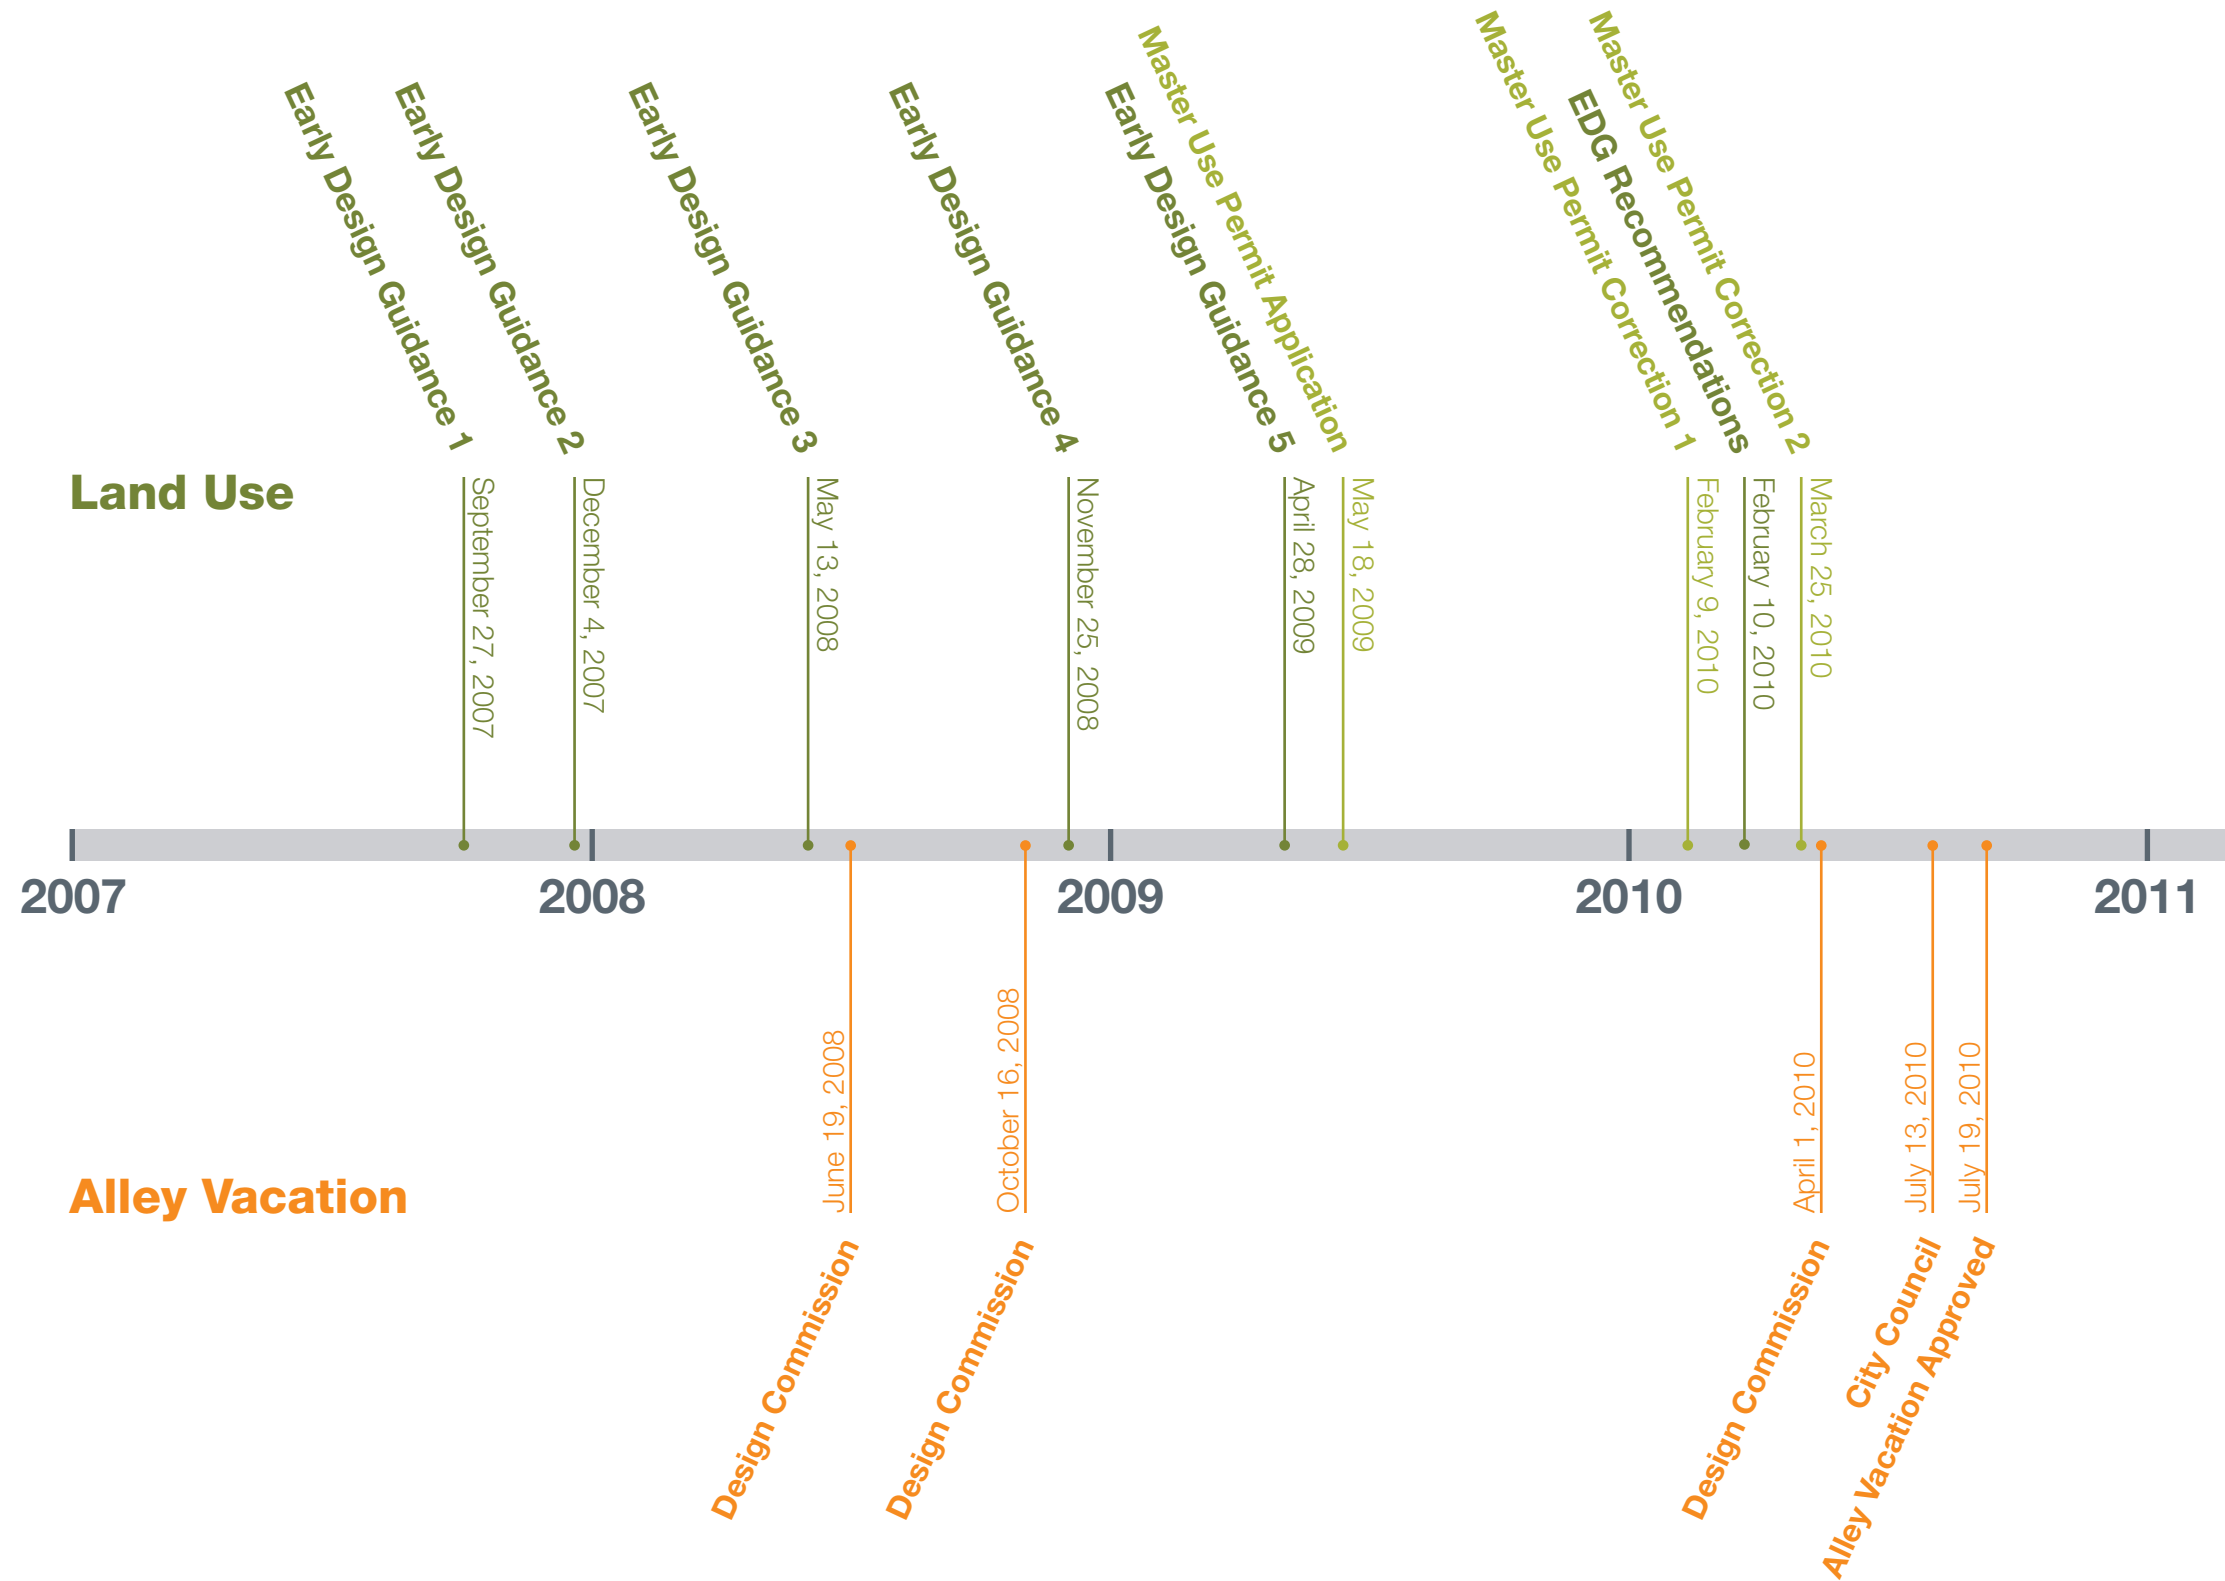 Early Design Guidance 1
Early Design Guidance 2
Early Design Guidance 3
Early Design Guidance 4
Early Design Guidance 5
Master Use Permit Application
Master Use Permit Correction 1
EDG Recommendations
Master Use Permit Correction 2
Land Use
September 27, 2007
December 4, 2007
May 13, 2008
November 25, 2008
April 28, 2009
May 18, 2009
February 9, 2010
February 10, 2010
March 25, 2010
2007
2008
2009
2010
2011
June 19, 2008
October 16, 2008
April 1, 2010
July 13, 2010
July 19, 2010
Alley Vacation
Design Commission
Design Commission
Design Commission
City Council
Alley Vacation Approved